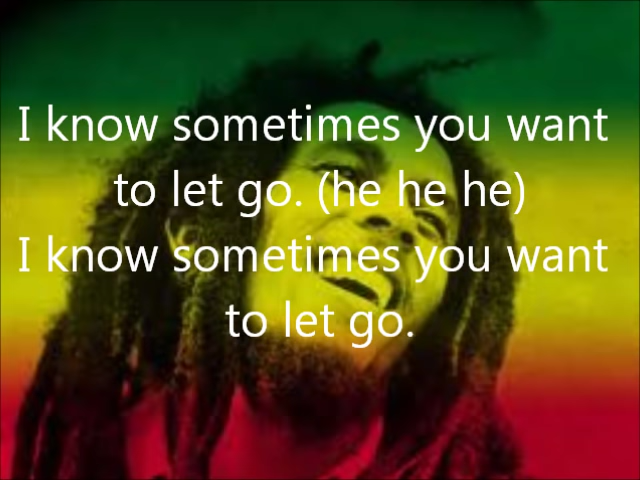 I know sometimes you want
to let go. (he he he)
I know sometimes you want
to let go.